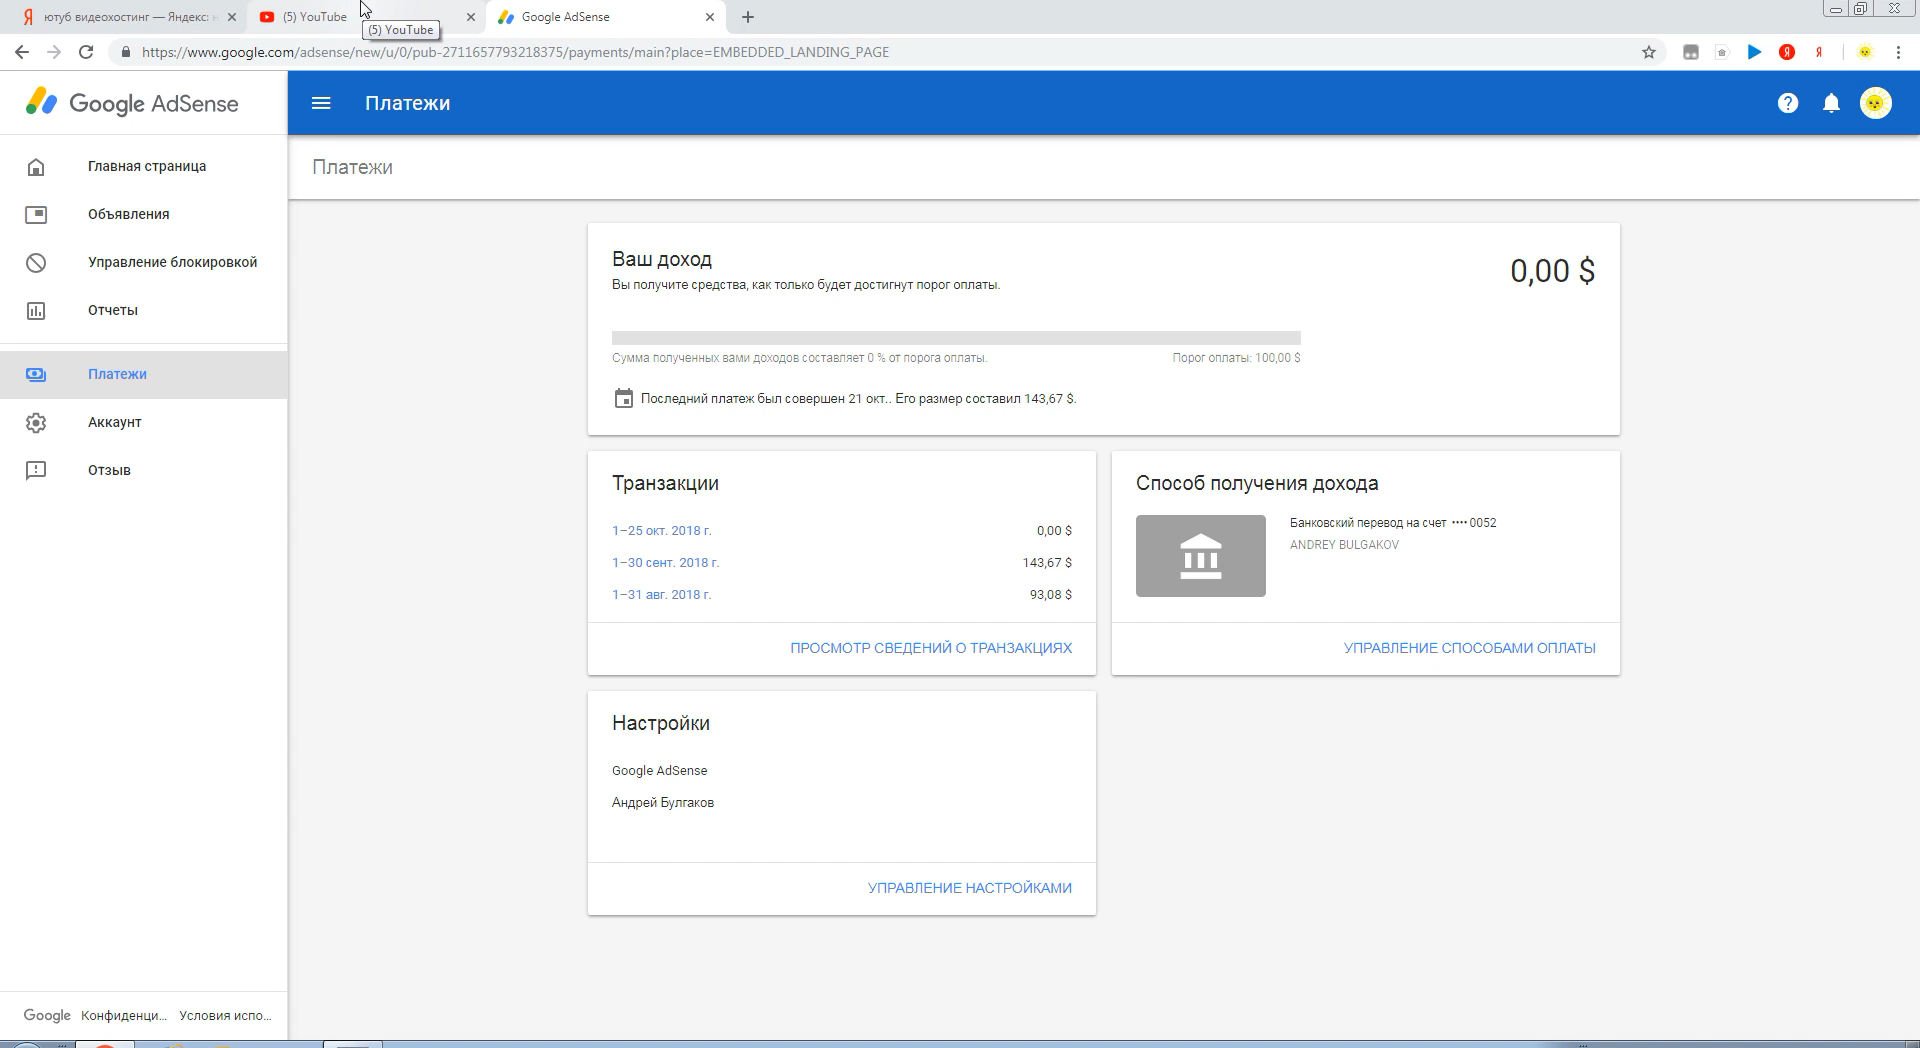 Я ютуб видеохостинг — Яндекс:
(5) YouTube
Google AdSense
(5) YouTube
https://www.google.com/adsense/new/u/0/pub-2711657793218375/payments/main?place=EMBEDDED_LANDING_PAGE
Google AdSense
Платежи
Главная страница
Объявления
Управление блокировкой
Отчеты
Платежи
Аккаунт
Отзыв
Google Конфиденци... Условия испо...
Платежи
Ваш доход
0,00 $
Вы получите средства, как только будет достигнут порог оплаты.
Сумма полученных вами доходов составляет 0 % от порога оплаты.
Порог оплаты: 100,00 $
Последний платеж был совершен 21 окт.. Его размер составил 143,67 $.
Транзакции
1–25 окт. 2018 г. 0,00 $
1–30 сент. 2018 г. 143,67 $
1–31 авг. 2018 г. 93,08 $
ПРОСМОТР СВЕДЕНИЙ О ТРАНЗАКЦИЯХ
Способ получения дохода
Банковский перевод на счет •••• 0052
ANDREY BULGAKOV
УПРАВЛЕНИЕ СПОСОБАМИ ОПЛАТЫ
Настройки
Google AdSense
Андрей Булгаков
УПРАВЛЕНИЕ НАСТРОЙКАМИ